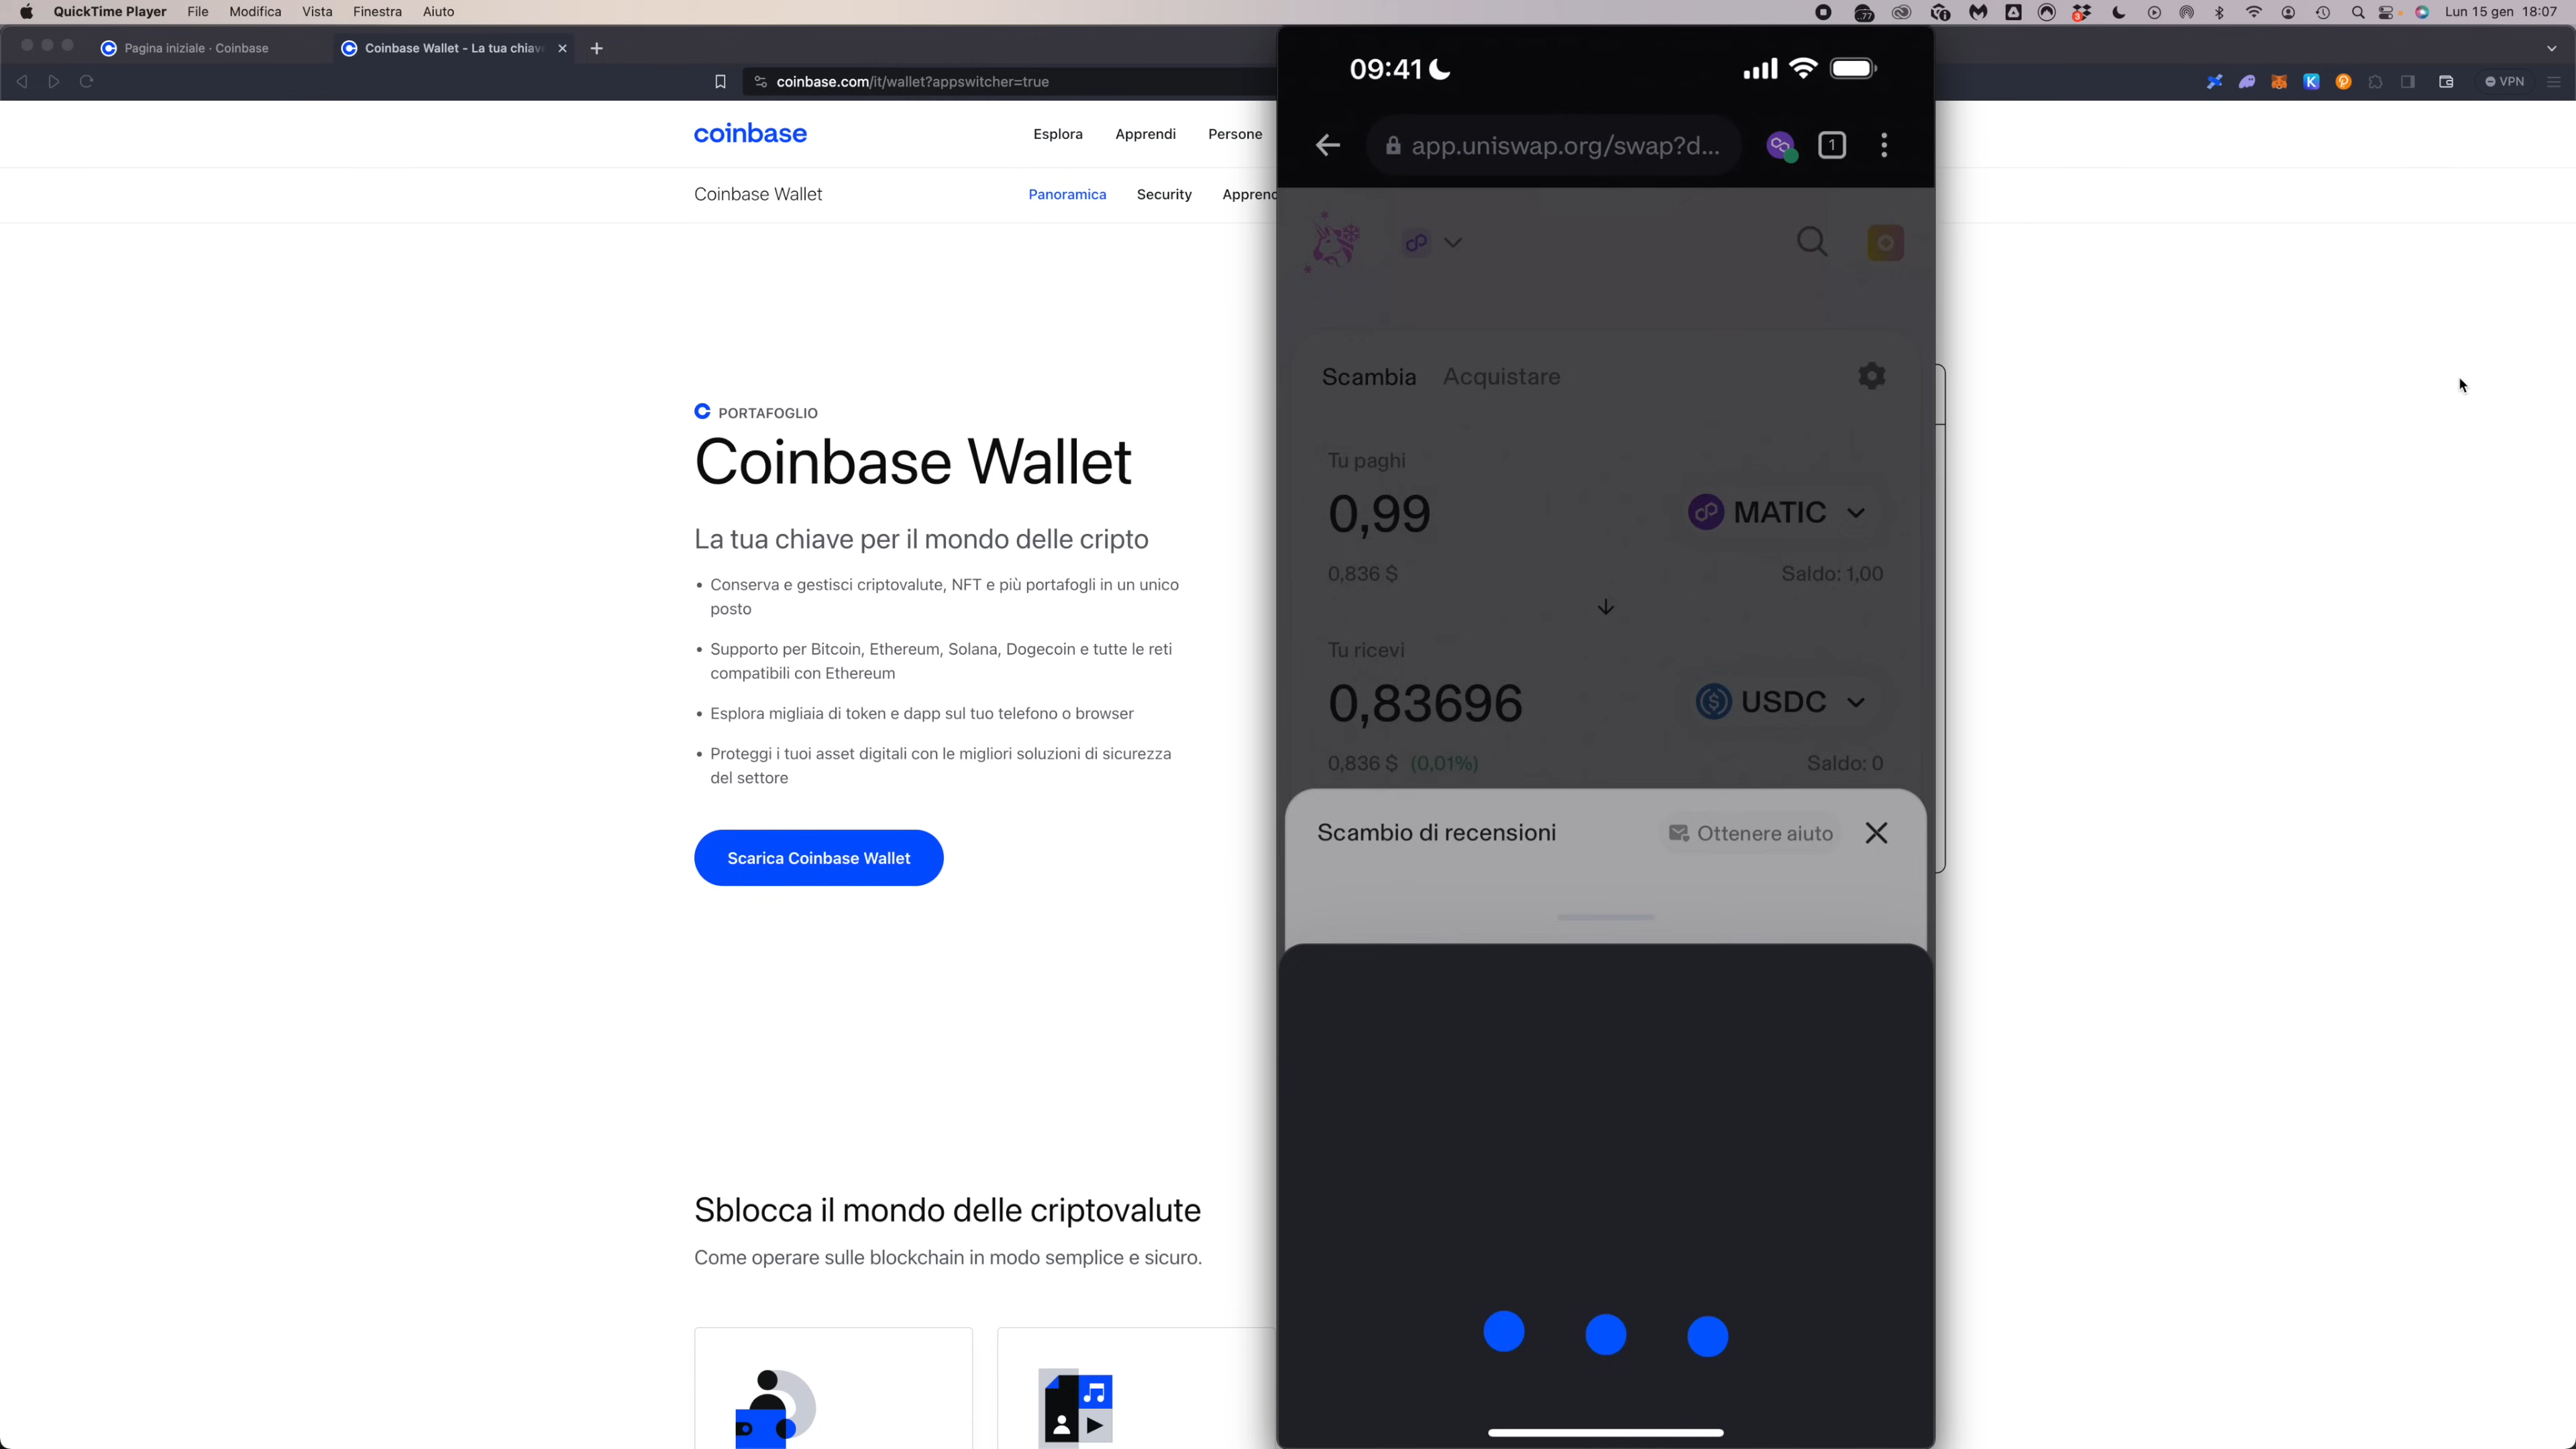 QuickTime Player File Modifica Vista Finestra Aiuto
77
3
Lun 15 gen 18:07
Pagina iniziale · Coinbase
Coinbase Wallet - La tua chiave
coinbase.com/it/wallet?appswitcher=true
VPN
coinbase
Esplora Apprendi Persone
Coinbase Wallet
Panoramica Security Apprend
PORTAFOGLIO
Coinbase Wallet
La tua chiave per il mondo delle cripto
• Conserva e gestisci criptovalute, NFT e più portafogli in un unico
posto
• Supporto per Bitcoin, Ethereum, Solana, Dogecoin e tutte le reti
compatibili con Ethereum
• Esplora migliaia di token e dapp sul tuo telefono o browser
• Proteggi i tuoi asset digitali con le migliori soluzioni di sicurezza
del settore
Scarica Coinbase Wallet
Sblocca il mondo delle criptovalute
Come operare sulle blockchain in modo semplice e sicuro.
09:41
app.uniswap.org/swap?d...
1
Scambia Acquistare
Tu paghi
0,99
MATIC
0,836 $
Saldo: 1,00
Tu ricevi
0,83696
USDC
0,836 $ (0,01%)
Saldo: 0
Scambio di recensioni
Ottenere aiuto